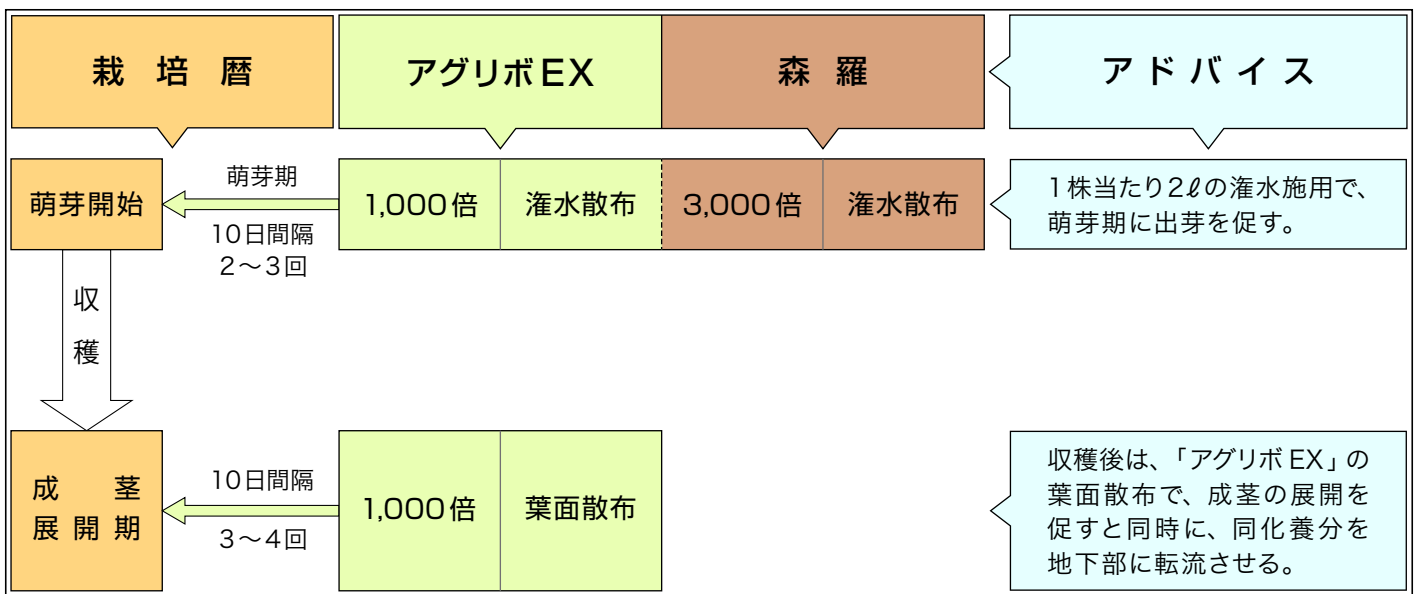 栽培暦
アグリボEX
森羅
アドバイス
萌芽開始
萌芽期
10日間隔
2〜3回
1,000倍
灌水散布
3,000倍
灌水散布
1株当たり2ℓの灌水施用で、
萌芽期に出芽を促す。
収
穫
成茎
展開期
10日間隔
3〜4回
1,000倍
葉面散布
収穫後は、「アグリボEX」の
葉面散布で、成茎の展開を
促すと同時に、同化養分を
地下部に転流させる。